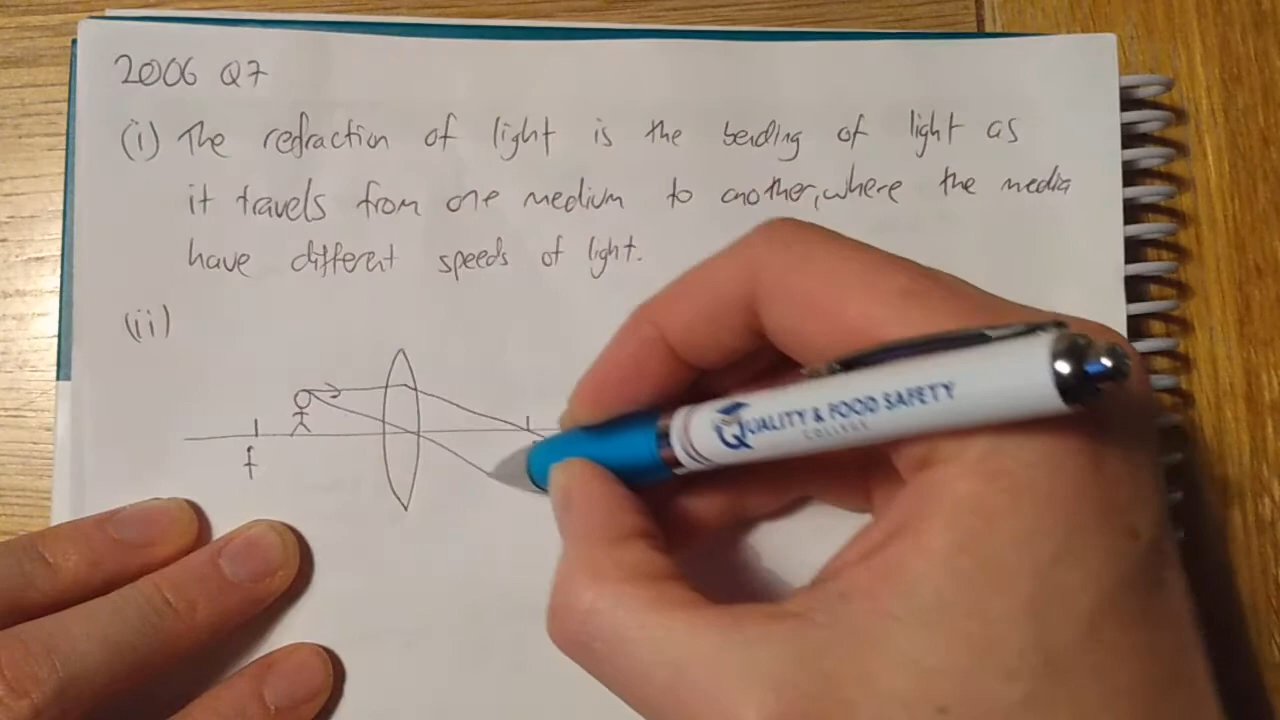 2006 Q7
(i) The refraction of light is the bending of light as
it travels from one medium to another, where the media
have different speeds of light.
(ii)
f
QUALITY & FOOD SAFETY
COLLEGE